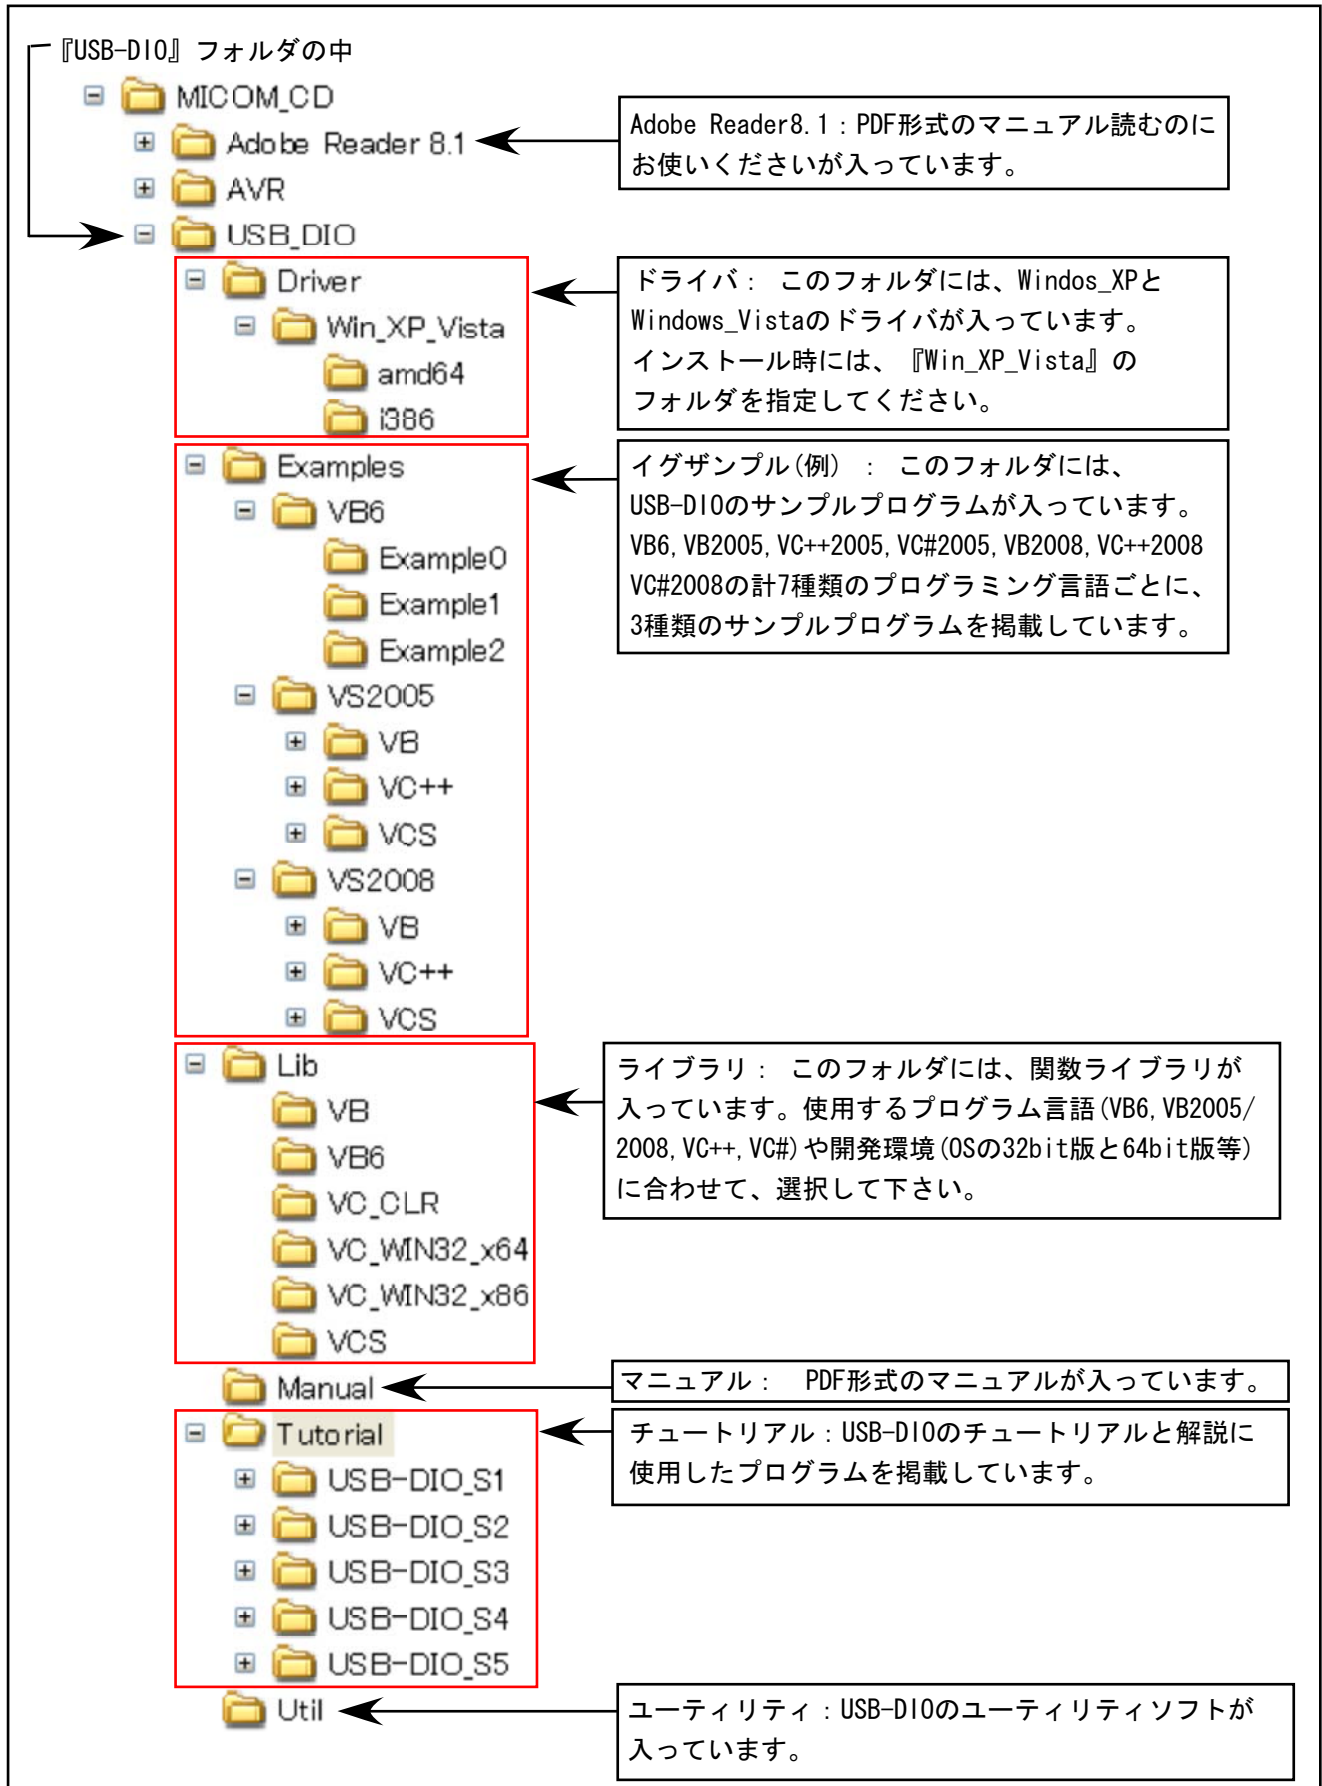 『USB-DIO』フォルダの中
MICOM_CD
Adobe Reader 8.1
Adobe Reader8.1：PDF形式のマニュアル読むのに
お使いくださいが入っています。
AVR
USB_DIO
Driver
Win_XP_Vista
amd64
i386
ドライバ： このフォルダには、Windos_XPと
Windows_Vistaのドライバが入っています。
インストール時には、『Win_XP_Vista』の
フォルダを指定してください。
Examples
VB6
Example0
Example1
Example2
VS2005
VB
VC++
VCS
VS2008
VB
VC++
VCS
イグザンプル(例) ： このフォルダには、
USB-DIOのサンプルプログラムが入っています。
VB6,VB2005,VC++2005,VC#2005,VB2008,VC++2008
VC#2008の計7種類のプログラミング言語ごとに、
3種類のサンプルプログラムを掲載しています。
Lib
VB
VB6
VC_CLR
VC_WIN32_x64
VC_WIN32_x86
VCS
ライブラリ： このフォルダには、関数ライブラリが
入っています。使用するプログラム言語(VB6,VB2005/
2008,VC++,VC#)や開発環境(OSの32bit版と64bit版等)
に合わせて、選択して下さい。
Manual
マニュアル： PDF形式のマニュアルが入っています。
Tutorial
USB-DIO_S1
USB-DIO_S2
USB-DIO_S3
USB-DIO_S4
USB-DIO_S5
チュートリアル：USB-DIOのチュートリアルと解説に
使用したプログラムを掲載しています。
Util
ユーティリティ：USB-DIOのユーティリティソフトが
入っています。